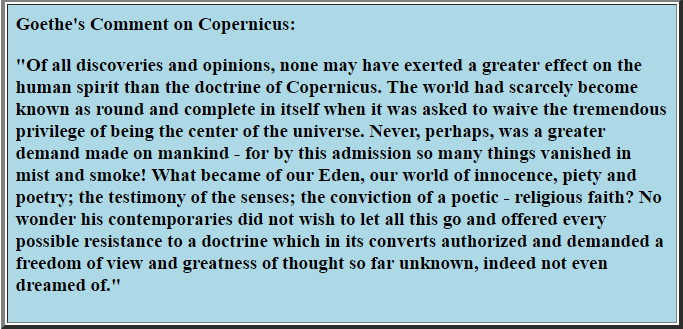 Goethe's Comment on Copernicus:
"Of all discoveries and opinions, none may have exerted a greater effect on the
human spirit than the doctrine of Copernicus. The world had scarcely become
known as round and complete in itself when it was asked to waive the tremendous
privilege of being the center of the universe. Never, perhaps, was a greater
demand made on mankind - for by this admission so many things vanished in
mist and smoke! What became of our Eden, our world of innocence, piety and
poetry; the testimony of the senses; the conviction of a poetic - religious faith? No
wonder his contemporaries did not wish to let all this go and offered every
possible resistance to a doctrine which in its converts authorized and demanded a
freedom of view and greatness of thought so far unknown, indeed not even
dreamed of."